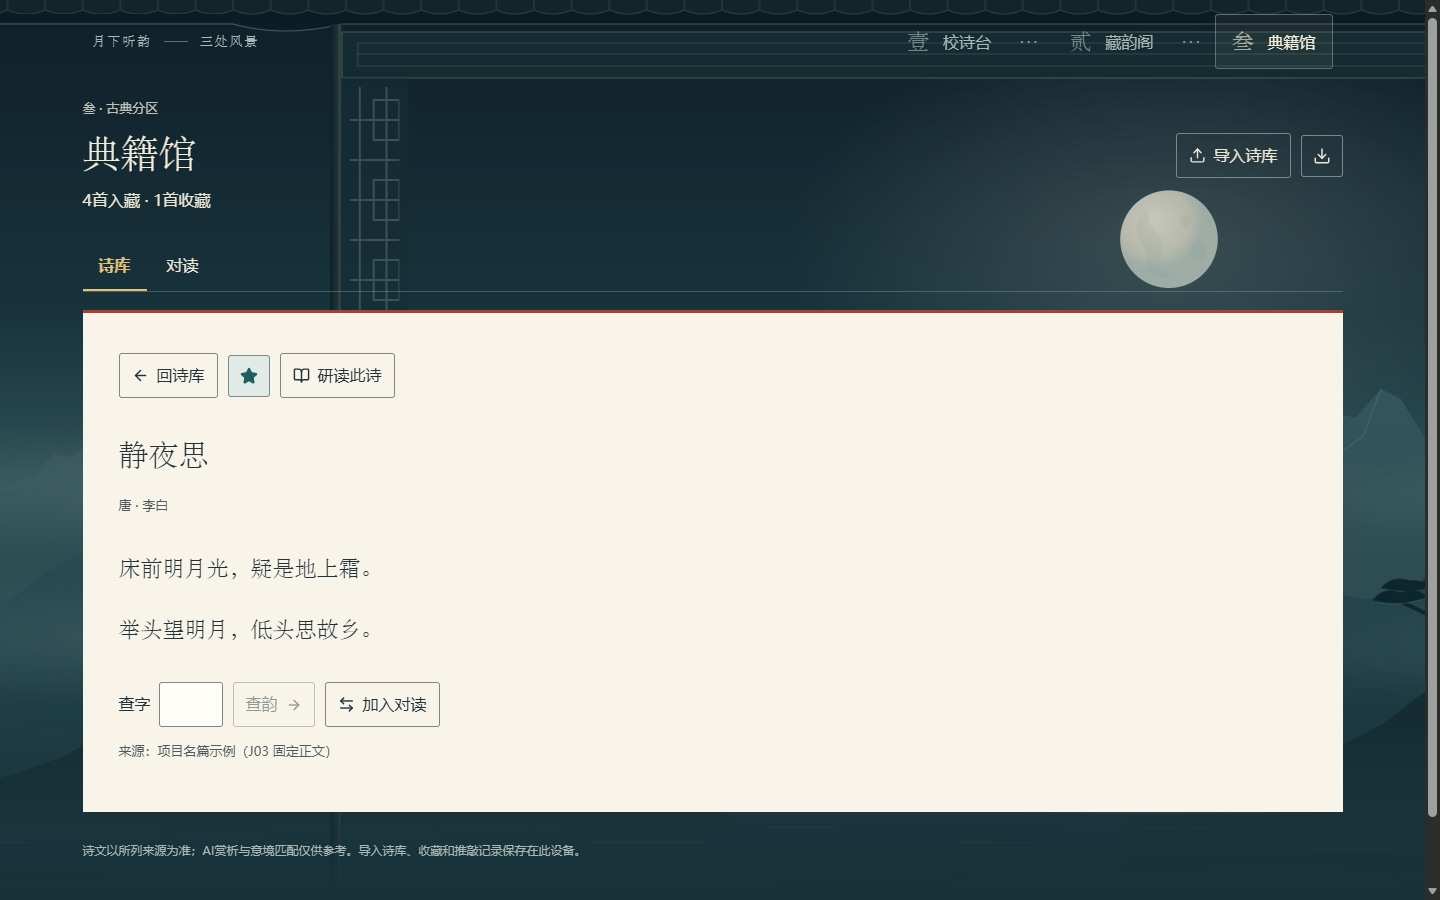 月下听韵 —— 三处风景
壹 校诗台 ··· 贰 藏韵阁 ··· 叁 典籍馆
叁 · 古典分区
典籍馆
导入诗库
4首入藏 · 1首收藏
诗库 对读
回诗库 研读此诗
静夜思
唐 · 李白
床前明月光，疑是地上霜。
举头望明月，低头思故乡。
查字 查韵 → 加入对读
来源：项目名篇示例（J03 固定正文）
诗文以所列来源为准；AI赏析与意境匹配仅供参考。导入诗库、收藏和推敲记录保存在此设备。